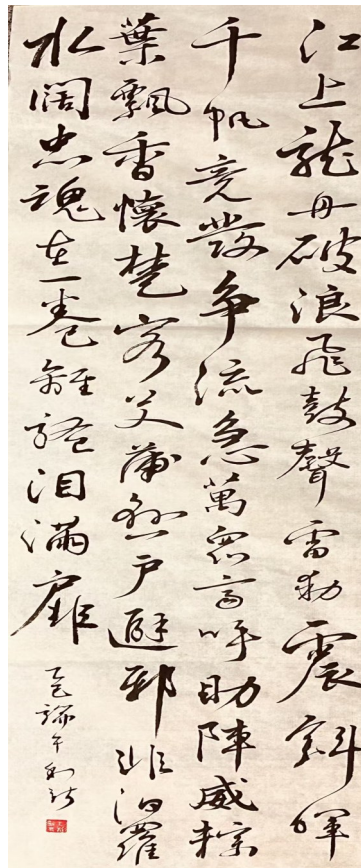 江上龍舟破浪飛鼓聲雷動震斜暉
千帆競發爭流急萬眾高呼助陣威粽
葉飄香懷楚客艾蒲懸戶避邪非汨羅
水闊忠魂在一卷離騷淚滿扉
乙巳端午